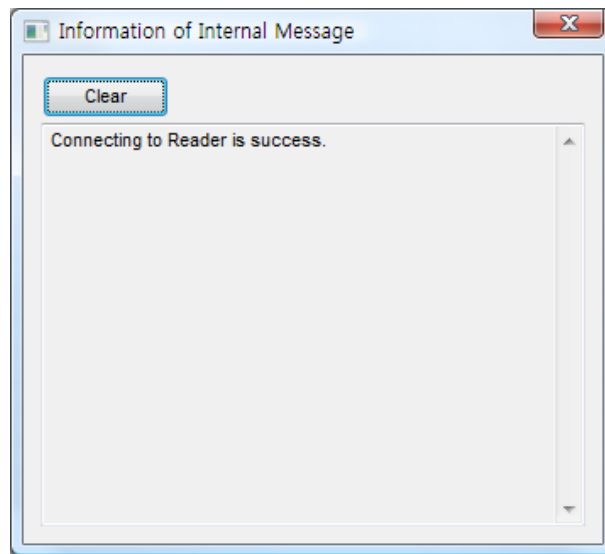 Information of Internal Message
Clear
Connecting to Reader is success.